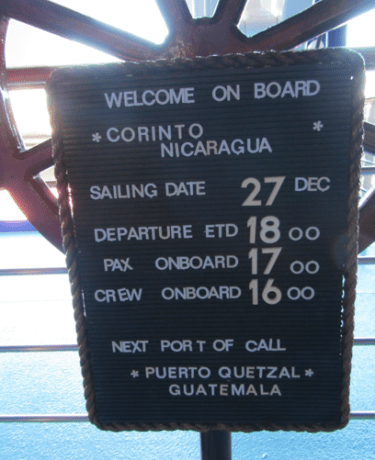 WELCOME ON BOARD
* CORINTO *
NICARAGUA
SAILING DATE 27 DEC
DEPARTURE ETD 18 00
PAX ONBOARD 17 00
CREW ONBOARD 16 00
NEXT PORT OF CALL
* PUERTO QUETZAL *
GUATEMALA